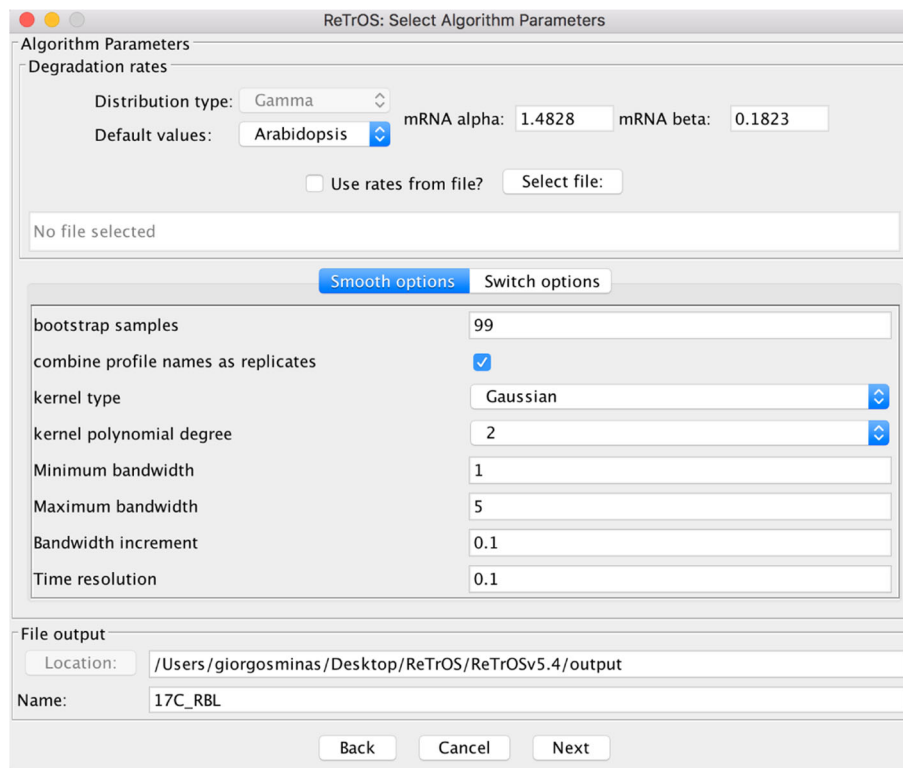 ReTrOS: Select Algorithm Parameters
Algorithm Parameters
Degradation rates
Distribution type: Gamma
Default values: Arabidopsis
mRNA alpha: 1.4828 mRNA beta: 0.1823
Use rates from file? Select file:
No file selected
Smooth options Switch options
bootstrap samples 99
combine profile names as replicates
kernel type Gaussian
kernel polynomial degree 2
Minimum bandwidth 1
Maximum bandwidth 5
Bandwidth increment 0.1
Time resolution 0.1
File output
Location: /Users/giorgosminas/Desktop/ReTrOS/ReTrOSv5.4/output
Name: 17C_RBL
Back Cancel Next